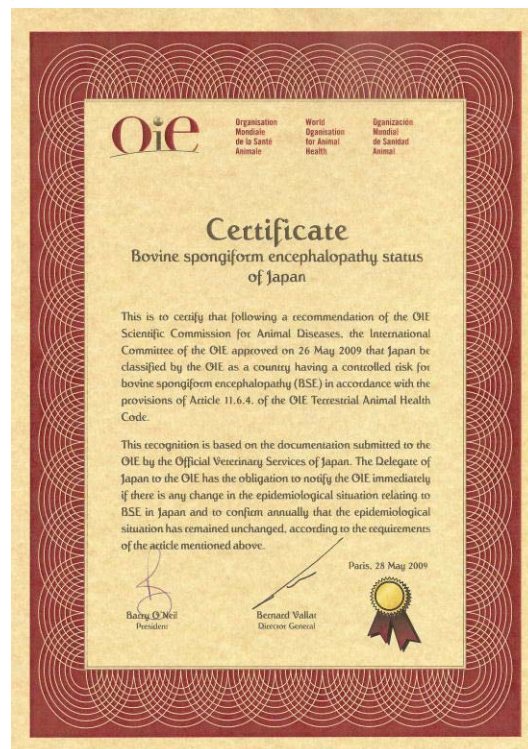 OiE
Organisation
Mondiale
de la Santé
Animale
World
Organisation
for Animal
Health
Organización
Mundial
de Sanidad
Animal
Certificate
Bovine spongiform encephalopathy status
of Japan
This is to certify that following a recommendation of the OIE
Scientific Commission for Animal Diseases, the International
Committee of the OIE approved on 26 May 2009 that Japan be
classified by the OIE as a country having a controlled risk for
bovine spongiform encephalopathy (BSE) in accordance with the
provisions of Article 11.6.4. of the OIE Terrestrial Animal Health
Code.
This recognition is based on the documentation submitted to the
OIE by the Official Veterinary Services of Japan. The Delegate of
Japan to the OIE has the obligation to notify the OIE immediately
if there is any change in the epidemiological situation relating to
BSE in Japan and to confirm annually that the epidemiological
situation has remained unchanged, according to the requirements
of the article mentioned above.
Paris, 28 May 2009
Barry O'Neil
President
Bernard Vallat
Director General